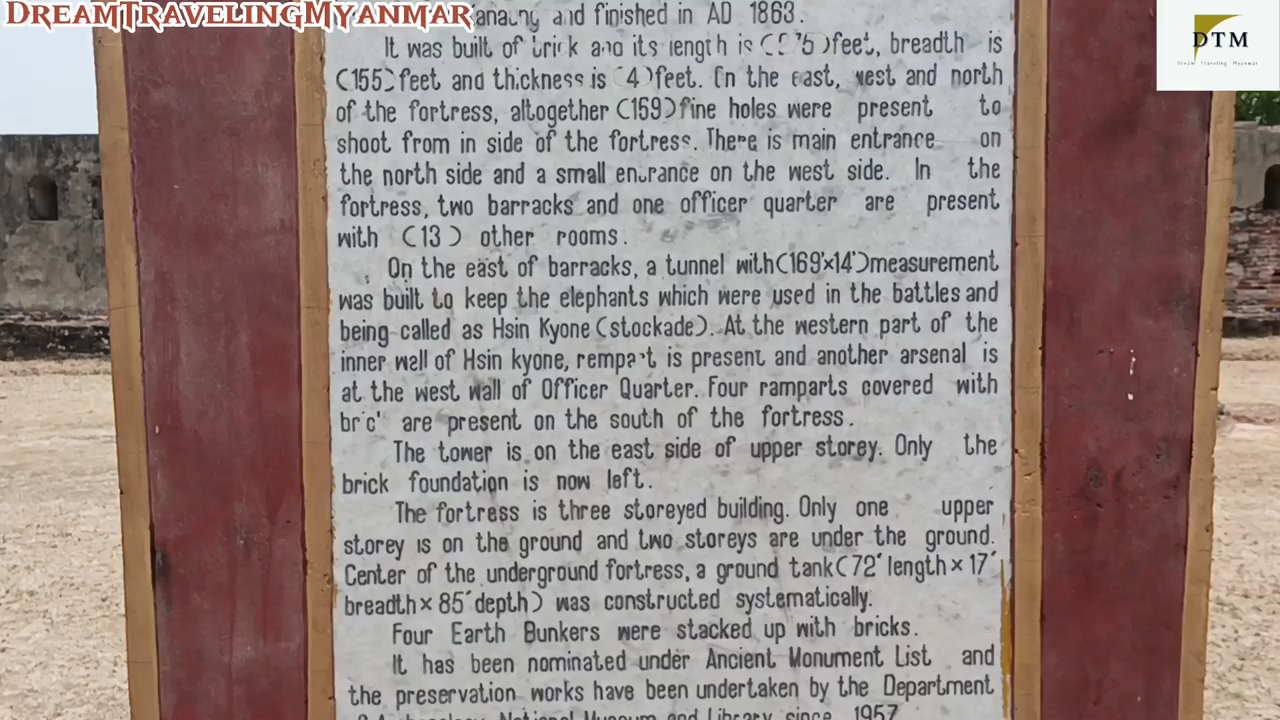 DREAMTRAVELINGMYANMAR
DTM
Dream Traveling Myanmar
and finished in AD 1863.
It was built of brick and its length is feet, breadth is
(155) feet and thickness is (4) feet. In the east, west and north
of the fortress, altogether (159) fine holes were present to
shoot from in side of the fortress. There is main entrance on
the north side and a small entrance on the west side. In the
fortress, two barracks and one officer quarter are present
with (13) other rooms.
On the east of barracks, a tunnel with(169'×14')measurement
was built to keep the elephants which were used in the battles and
being called as Hsin Kyone (stockade). At the western part of the
inner wall of Hsin kyone, rempart is present and another arsenal is
at the west wall of Officer Quarter. Four ramparts covered with
are present on the south of the fortress.
The tower is on the east side of upper storey. Only the
brick foundation is now left.
The fortress is three storeyed building. Only one upper
storey is on the ground and two storeys are under the ground.
Center of the underground fortress, a ground tank(72' length × 17'
breadth × 85' depth) was constructed systematically.
Four Earth Bunkers were stacked up with bricks.
It has been nominated under Ancient Monument List and
the preservation works have been undertaken by the Department
National Museum and Library since 1957